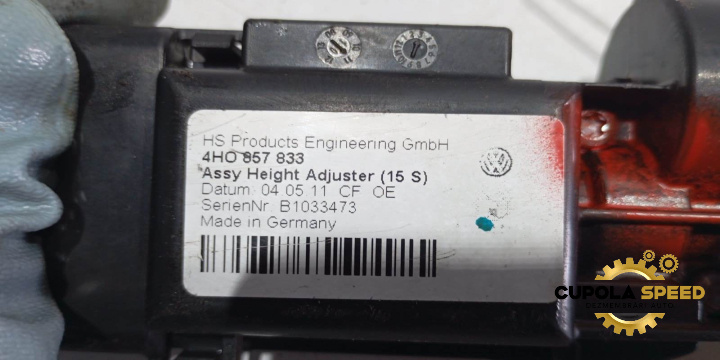 HS Products Engineering GmbH
4HO 857 833
Assy Height Adjuster (15 S)
Datum 04 05 11 CF OE
SerienNr. B1033473
Made in Germany
CUPOLA SPEED